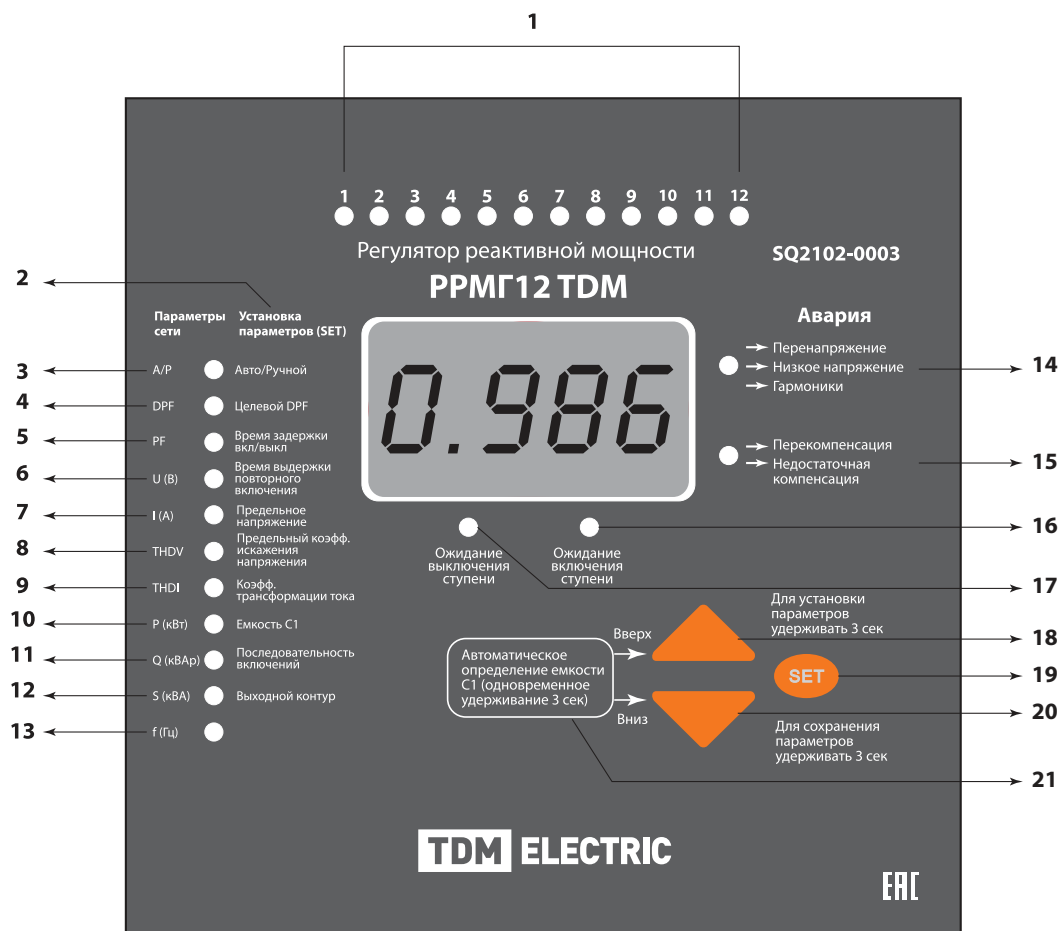 1
1 2 3 4 5 6 7 8 9 10 11 12
Регулятор реактивной мощности
SQ2102-0003
РРМГ12 TDM
2
Параметры
сети
Установка
параметров (SET)
3
A/P
Авто/Ручной
4
DPF
Целевой DPF
5
PF
Время задержки
вкл/выкл
6
U (В)
Время выдержки
повторного
включения
7
I (А)
Предельное
напряжение
8
THDV
Предельный коэфф.
искажения
напряжения
9
THDI
Коэфф.
трансформации тока
10
P (кВт)
Емкость С1
11
Q (кВАр)
Последовательность
включений
12
S (кВА)
Выходной контур
13
f (Гц)
0.986
Авария
Перенапряжение
Низкое напряжение
Гармоники
14
Перекомпенсация
Недостаточная
компенсация
15
16
Ожидание
выключения
ступени
Ожидание
включения
ступени
17
Для установки
параметров
удерживать 3 сек
18
Вверх
Автоматическое
определение емкости
С1 (одновременное
удерживание 3 сек)
Вниз
SET
19
20
Для сохранения
параметров
удерживать 3 сек
21
TDM ELECTRIC
EAC